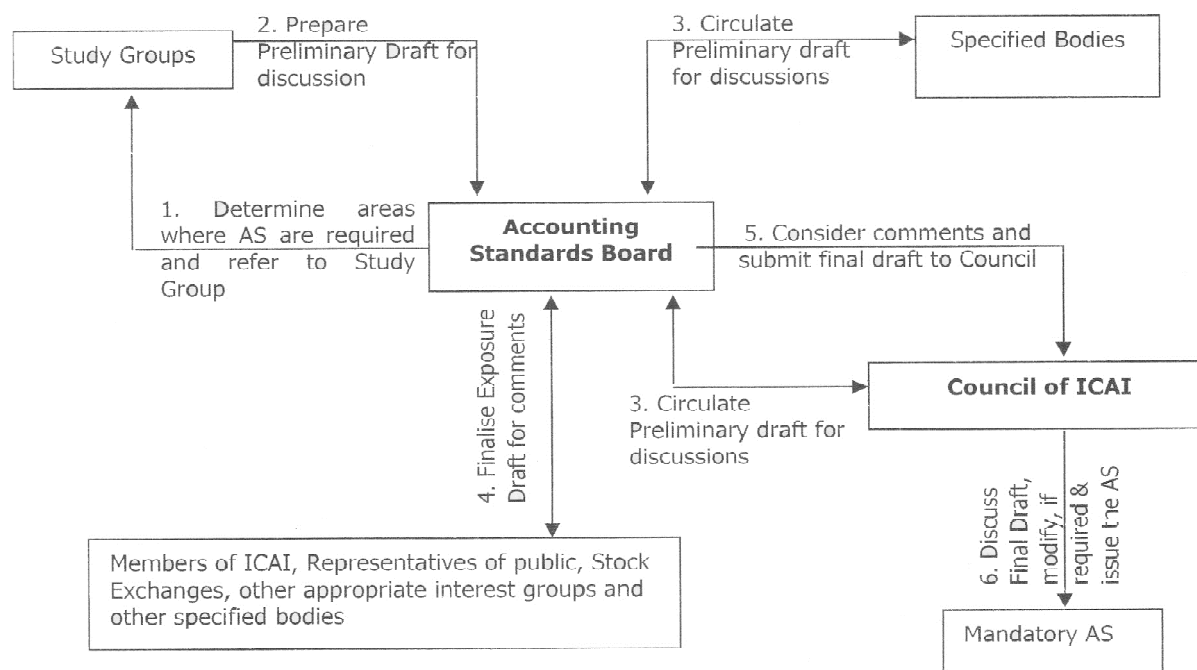 Study Groups
2. Prepare
Preliminary Draft for
discussion
3. Circulate
Preliminary draft
for discussions
Specified Bodies
1. Determine areas
where AS are required
and refer to Study
Group
Accounting
Standards Board
5. Consider comments and
submit final draft to Council
4. Finalise Exposure
Draft for comments
3. Circulate
Preliminary draft for
discussions
Council of ICAI
6. Discuss
Final Draft,
modify, if
required &
issue the AS
Members of ICAI, Representatives of public, Stock
Exchanges, other appropriate interest groups and
other specified bodies
Mandatory AS